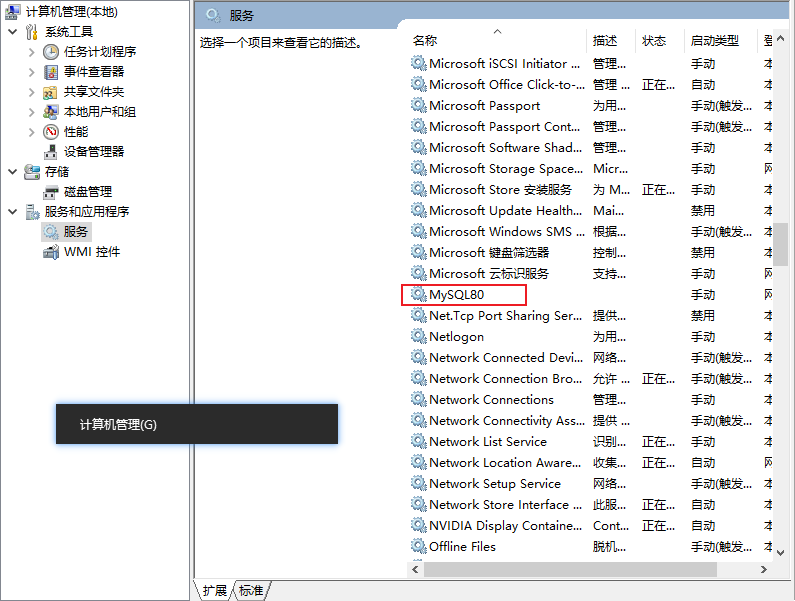 计算机管理(本地)
系统工具
任务计划程序
事件查看器
共享文件夹
本地用户和组
性能
设备管理器
存储
磁盘管理
服务和应用程序
服务
WMI 控件
计算机管理(G)
服务
选择一个项目来查看它的描述。
名称 描述 状态 启动类型 登
Microsoft iSCSI Initiator ... 管理... 手动 本
Microsoft Office Click-to-... 管理 ... 正在... 自动 本
Microsoft Passport 为用... 手动(触发... 本
Microsoft Passport Cont... 管理... 手动(触发... 本
Microsoft Software Shad... 管理... 手动 本
Microsoft Storage Space... Micr... 手动 网
Microsoft Store 安装服务 为 M... 正在... 手动 本
Microsoft Update Health... Mai... 禁用 本
Microsoft Windows SMS ... 根据... 手动(触发... 本
Microsoft 键盘筛选器 控制... 禁用 本
Microsoft 云标识服务 支持... 手动 网
MySQL80 手动 网
Net.Tcp Port Sharing Ser... 提供... 禁用 本
Netlogon 为用... 手动 本
Network Connected Devi... 网络... 手动(触发... 本
Network Connection Bro... 允许 ... 正在... 手动(触发... 本
Network Connections 管理... 手动 本
Network Connectivity Ass... 提供 ... 手动(触发... 本
Network List Service 识别... 正在... 手动 本
Network Location Aware... 收集... 正在... 自动 网
Network Setup Service 网络... 手动(触发... 本
Network Store Interface ... 此服... 正在... 自动 本
NVIDIA Display Containe... Cont... 正在... 自动 本
Offline Files 脱机... 手动(触发... 本
扩展 标准